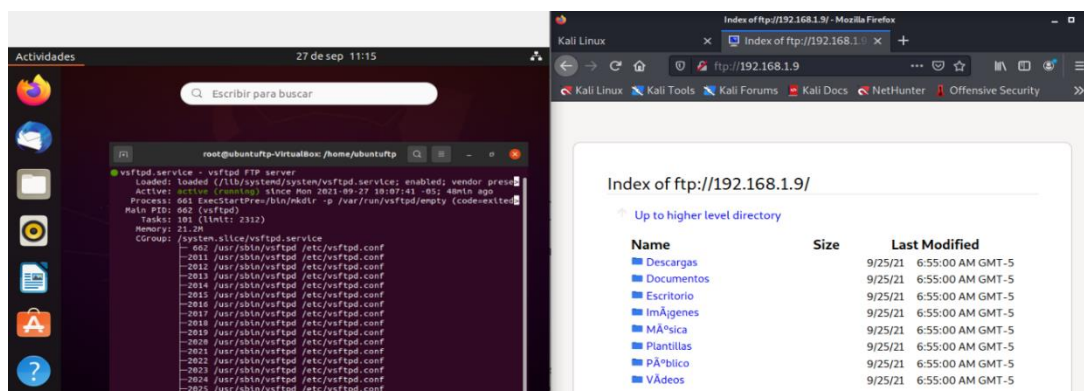 Actividades
27 de sep 11:15
Escribir para buscar
root@ubuntuftp-VirtualBox: /home/ubuntuftp
vsftpd.service - vsftpd FTP server
Loaded: loaded (/lib/systemd/system/vsftpd.service; enabled; vendor prese
Active: active (running) since Mon 2021-09-27 10:07:41 -05; 48min ago
Process: 661 ExecStartPre=/bin/mkdir -p /var/run/vsftpd/empty (code=exited
Main PID: 662 (vsftpd)
Tasks: 101 (limit: 2312)
Memory: 21.2M
CGroup: /system.slice/vsftpd.service
─ 662 /usr/sbin/vsftpd /etc/vsftpd.conf
─2011 /usr/sbin/vsftpd /etc/vsftpd.conf
─2012 /usr/sbin/vsftpd /etc/vsftpd.conf
─2013 /usr/sbin/vsftpd /etc/vsftpd.conf
─2014 /usr/sbin/vsftpd /etc/vsftpd.conf
─2015 /usr/sbin/vsftpd /etc/vsftpd.conf
─2016 /usr/sbin/vsftpd /etc/vsftpd.conf
─2017 /usr/sbin/vsftpd /etc/vsftpd.conf
─2018 /usr/sbin/vsftpd /etc/vsftpd.conf
─2019 /usr/sbin/vsftpd /etc/vsftpd.conf
─2020 /usr/sbin/vsftpd /etc/vsftpd.conf
─2021 /usr/sbin/vsftpd /etc/vsftpd.conf
─2022 /usr/sbin/vsftpd /etc/vsftpd.conf
─2023 /usr/sbin/vsftpd /etc/vsftpd.conf
─2024 /usr/sbin/vsftpd /etc/vsftpd.conf
─2025 /usr/sbin/vsftpd /etc/vsftpd.conf
Index of ftp://192.168.1.9/ - Mozilla Firefox
Kali Linux Index of ftp://192.168.1.9
ftp://192.168.1.9
Kali Linux Kali Tools Kali Forums Kali Docs NetHunter Offensive Security
Index of ftp://192.168.1.9/
Up to higher level directory
Name Size Last Modified
Descargas 9/25/21 6:55:00 AM GMT-5
Documentos 9/25/21 6:55:00 AM GMT-5
Escritorio 9/25/21 6:55:00 AM GMT-5
ImÃ¡genes 9/25/21 6:55:00 AM GMT-5
MÃºsica 9/25/21 6:55:00 AM GMT-5
Plantillas 9/25/21 6:55:00 AM GMT-5
PÃºblico 9/25/21 6:55:00 AM GMT-5
VÃdeos 9/25/21 6:55:00 AM GMT-5